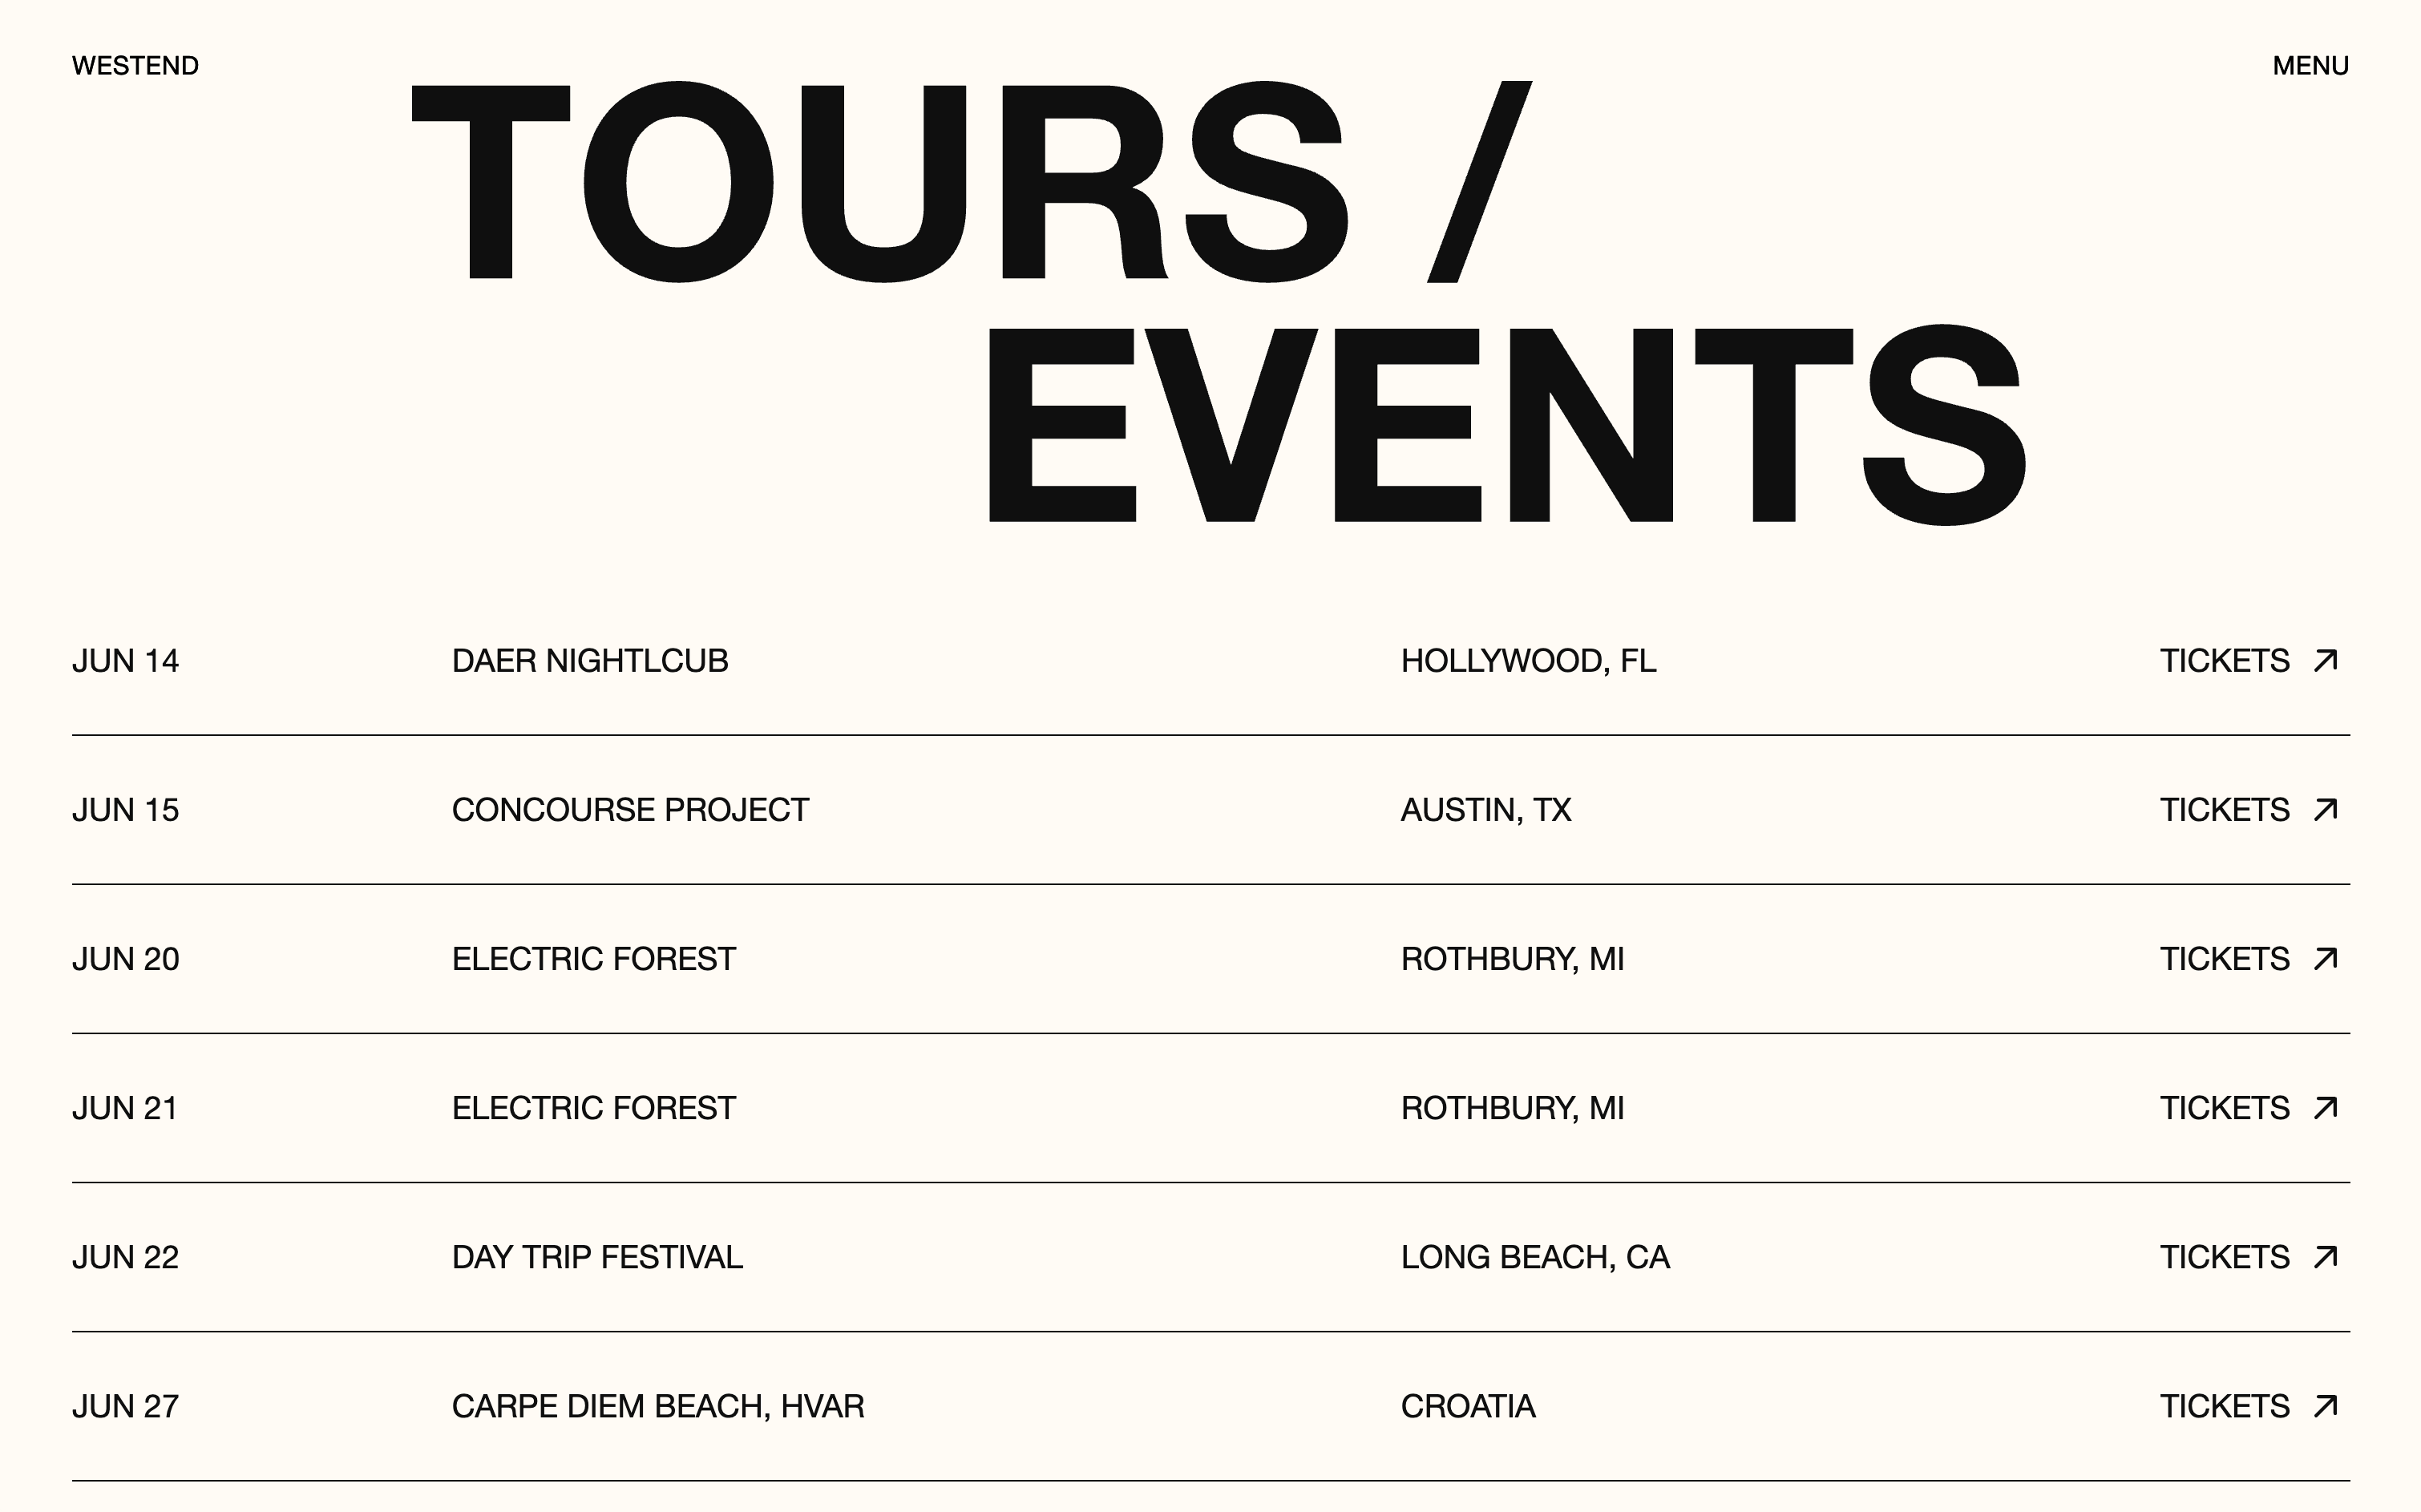 WESTEND
MENU
TOURS /
EVENTS
JUN 14 DAER NIGHTLCUB HOLLYWOOD, FL TICKETS
JUN 15 CONCOURSE PROJECT AUSTIN, TX TICKETS
JUN 20 ELECTRIC FOREST ROTHBURY, MI TICKETS
JUN 21 ELECTRIC FOREST ROTHBURY, MI TICKETS
JUN 22 DAY TRIP FESTIVAL LONG BEACH, CA TICKETS
JUN 27 CARPE DIEM BEACH, HVAR CROATIA TICKETS